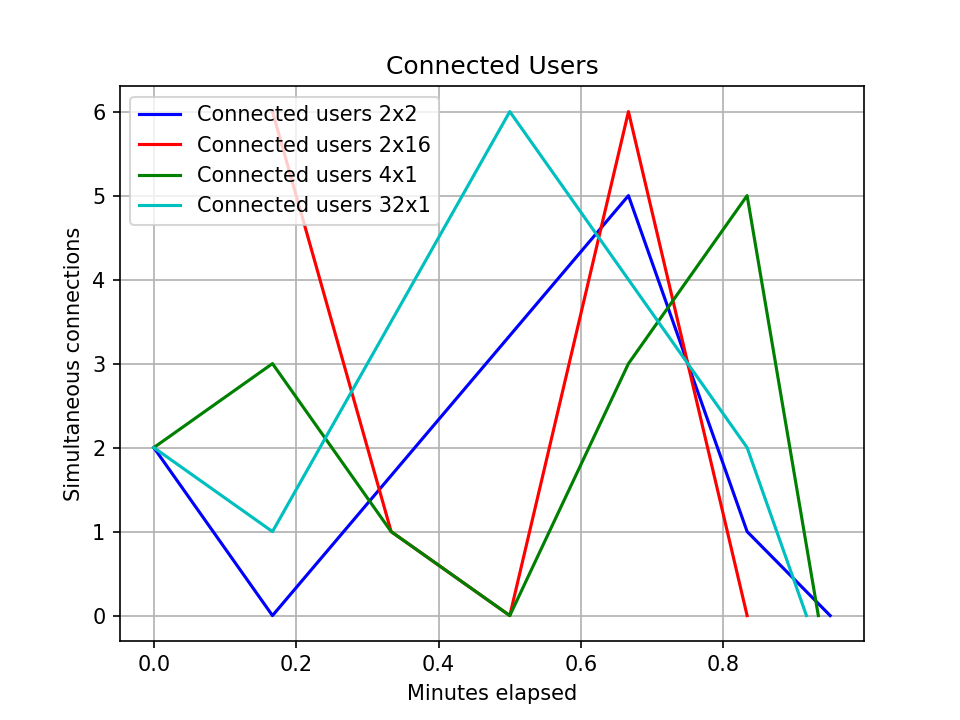 Connected Users
Connected users 2x2
Connected users 2x16
Connected users 4x1
Connected users 32x1
6
5
4
3
2
1
0
Simultaneous connections
0.0 0.2 0.4 0.6 0.8
Minutes elapsed